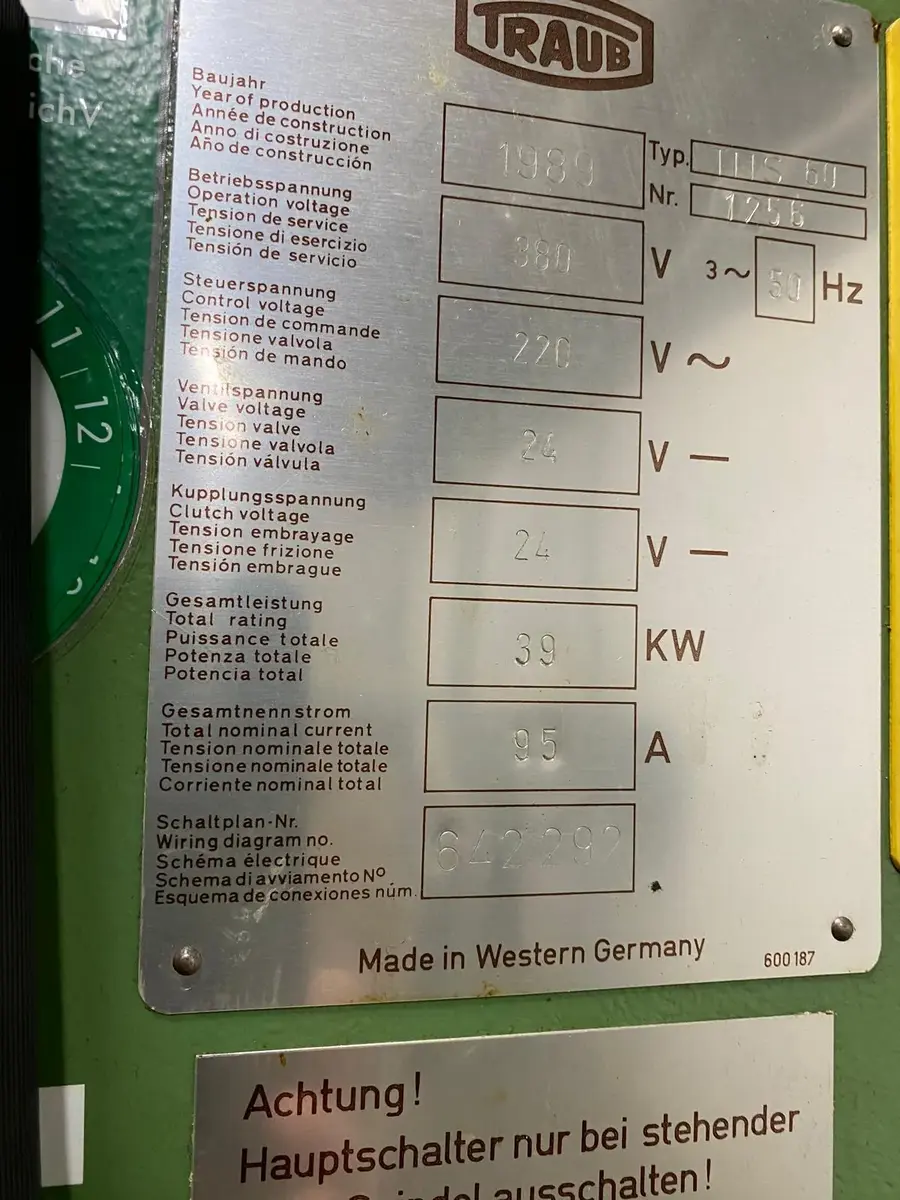 che
ichV
TRAUB
Baujahr
Year of production
Année de construction
Anno di costruzione
Año de construcción
1989
Typ.
60
Nr. 1256
Betriebsspannung
Operation voltage
Tension de service
Tensione di esercizio
Tensión de servicio
380 V 3~ 50 Hz
Steuerspannung
Control voltage
Tension de commande
Tensione valvola
Tensión de mando
220 V ~
Ventilspannung
Valve voltage
Tension valve
Tensione valvola
Tensión válvula
24 V —
Kupplungsspannung
Clutch voltage
Tension embrayage
Tensione frizione
Tensión embrague
24 V —
Gesamtleistung
Total rating
Puissance totale
Potenza totale
Potencia total
39 KW
Gesamtnennstrom
Total nominal current
Tension nominale totale
Tensione nominale totale
Corriente nominal total
95 A
Schaltplan-Nr.
Wiring diagram no.
Schéma électrique
Schema di avviamento Nº
Esquema de conexiones núm.
642292
Made in Western Germany
600187
11
12
Achtung!
Hauptschalter nur bei stehender
ausschalten!